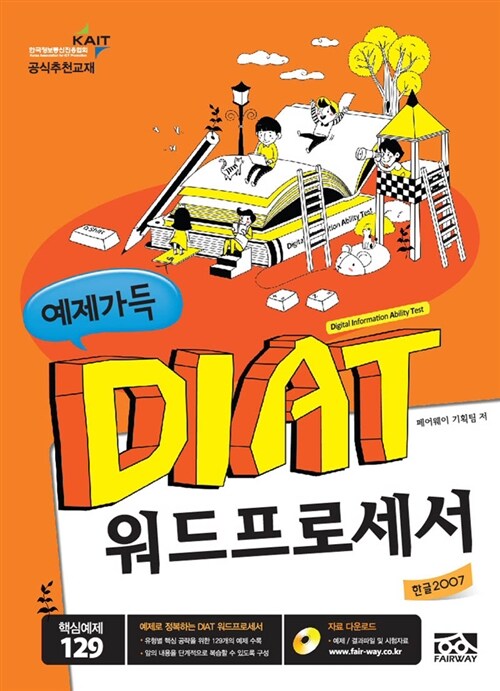 KAIT
한국정보통신진흥협회
공식추천교재
Digital Information Ability Test
예제가득
Digital Information Ability Test
DIAT
페어웨이 기획팀 저
워드프로세서
한글2007
핵심예제
129
예제로 정복하는 DIAT 워드프로세서
• 유형별 핵심 공략을 위한 129개의 예제 수록
• 앞의 내용을 단계적으로 복습할 수 있도록 구성
자료 다운로드
• 예제 / 결과파일 및 시험자료
www.fair-way.co.kr
FAIRWAY